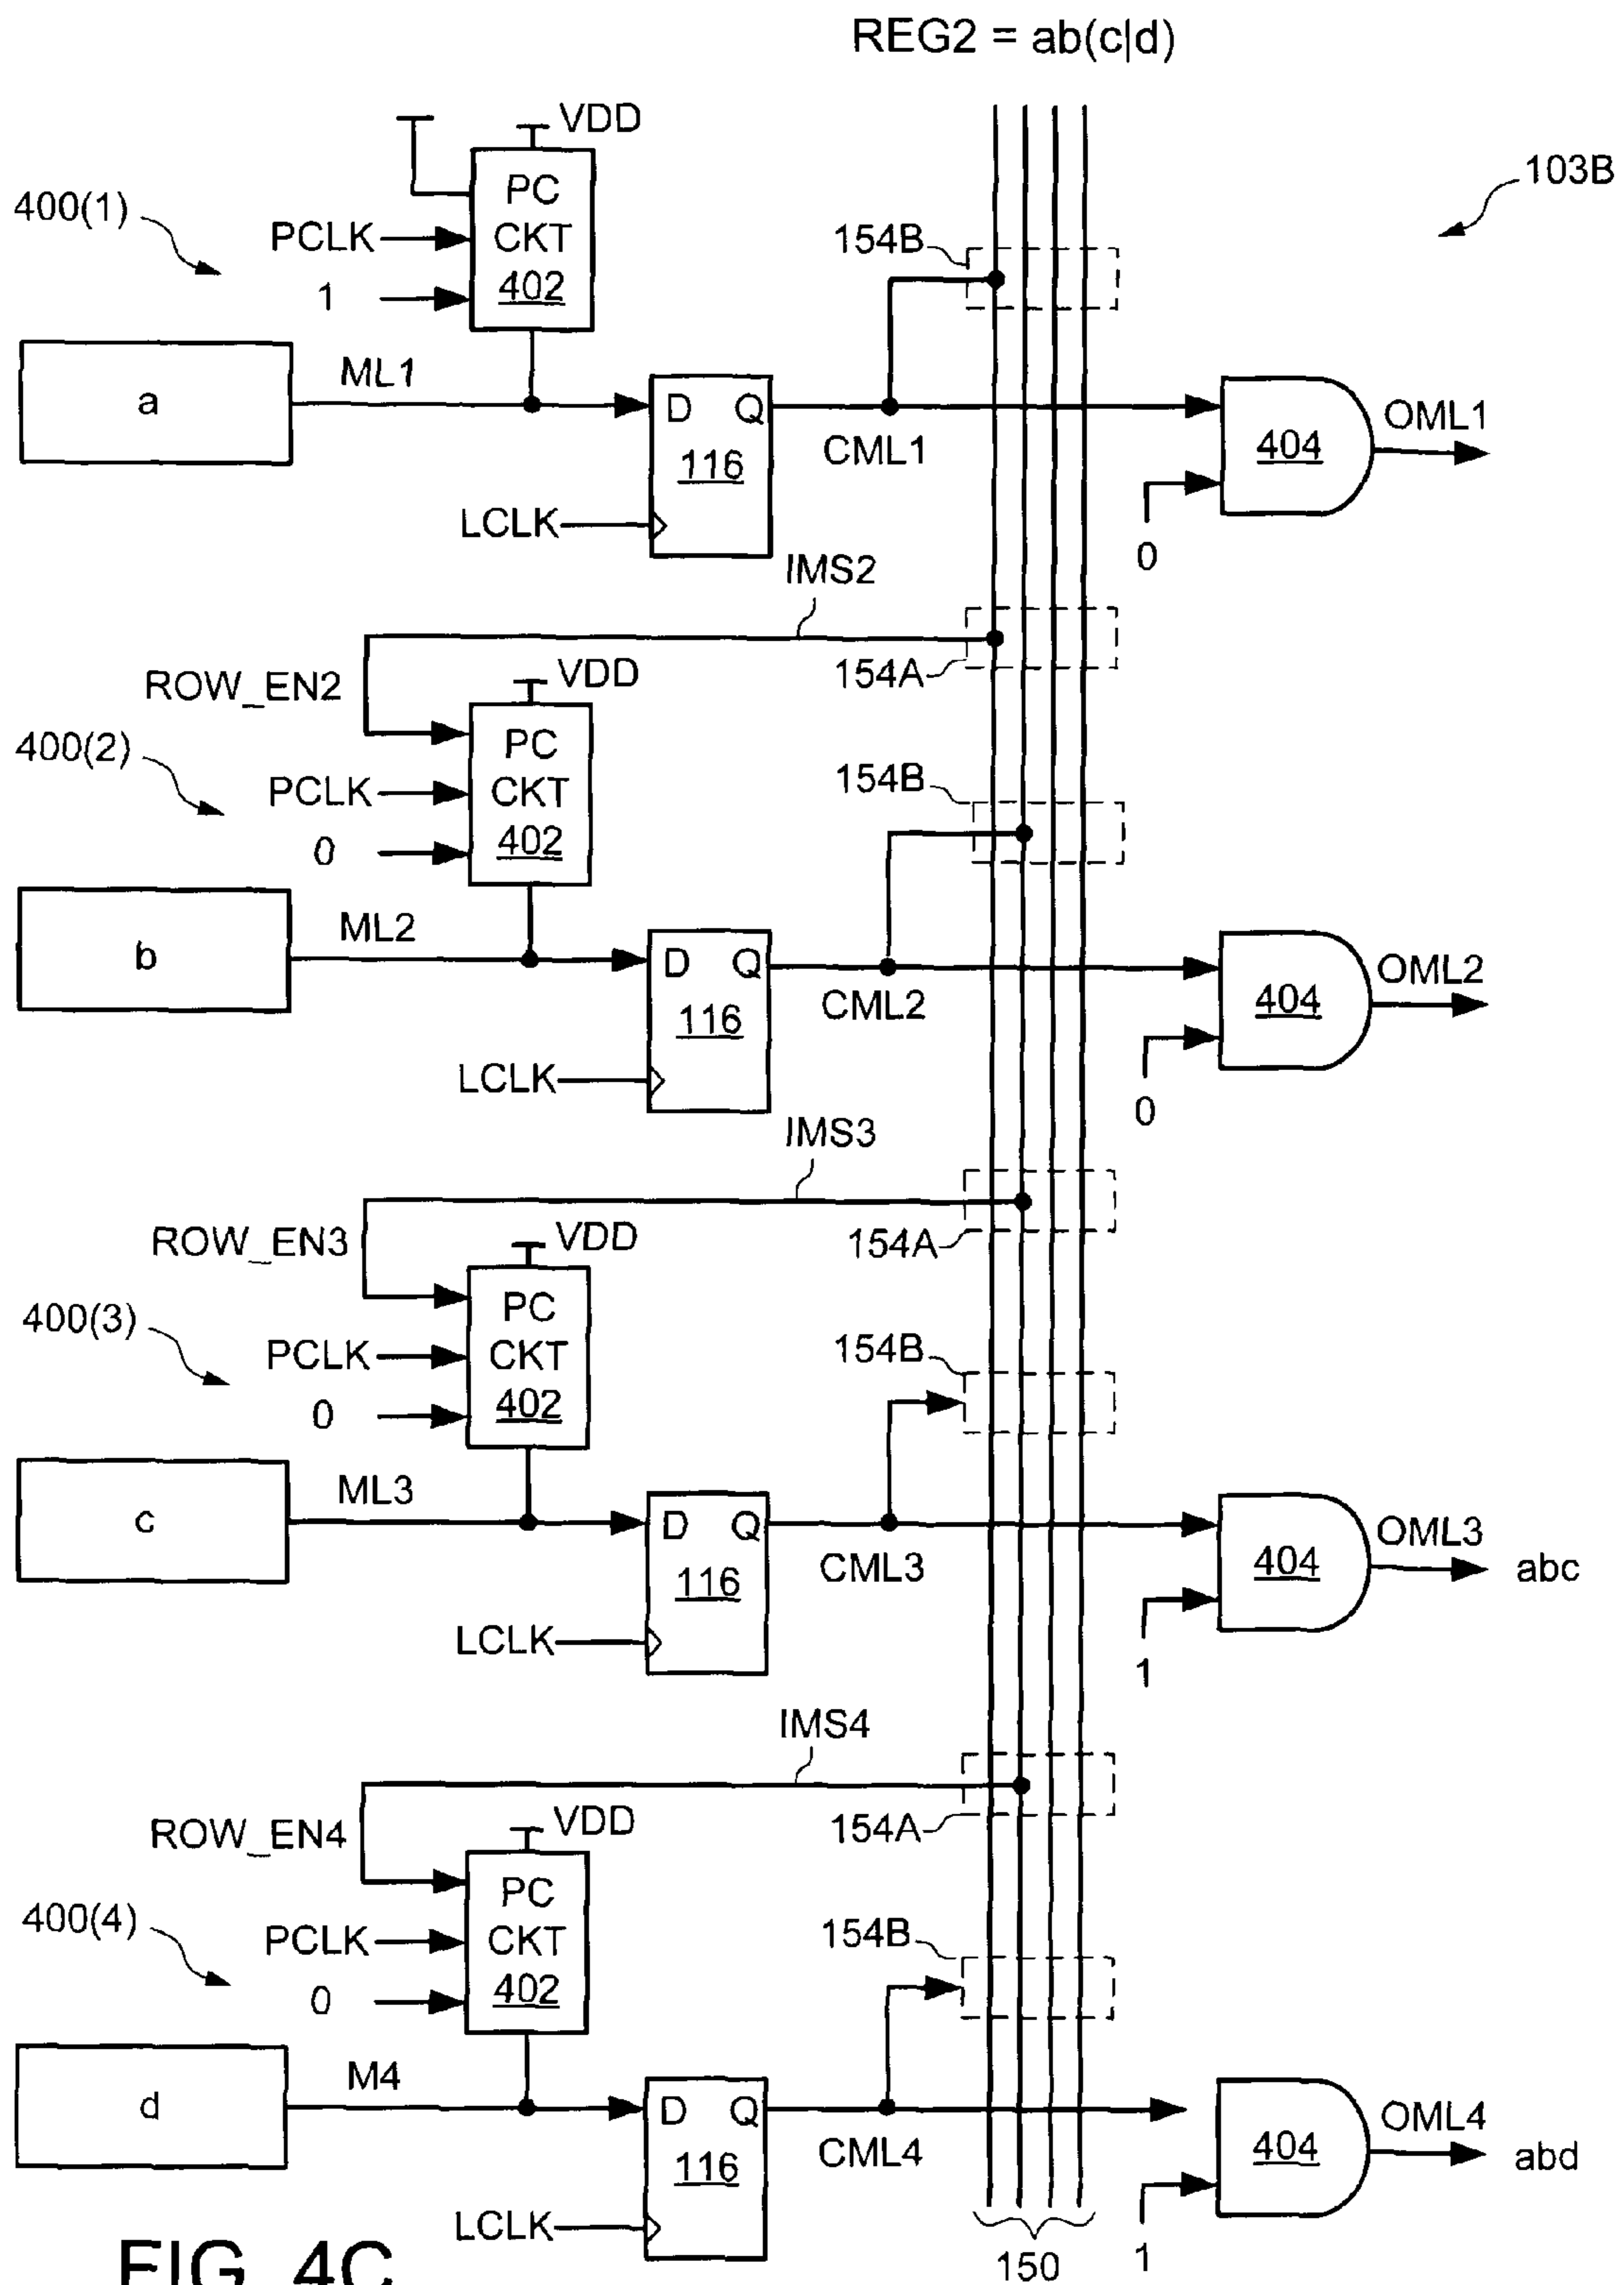 REG2 = ab(c|d)
103B
400(1)
VDD
PC
CKT
402
PCLK
1
154B
a
ML1
D Q
116
LCLK
CML1
404
OML1
0
IMS2
154A
ROW_EN2
VDD
400(2)
PC
CKT
402
PCLK
0
154B
b
ML2
D Q
116
LCLK
CML2
404
OML2
0
IMS3
154A
ROW_EN3
VDD
400(3)
PC
CKT
402
PCLK
0
154B
c
ML3
D Q
116
LCLK
CML3
404
OML3
abc
1
IMS4
154A
ROW_EN4
VDD
400(4)
PC
CKT
402
PCLK
0
154B
d
M4
D Q
116
LCLK
CML4
404
OML4
abd
1
150
FIG. 4C